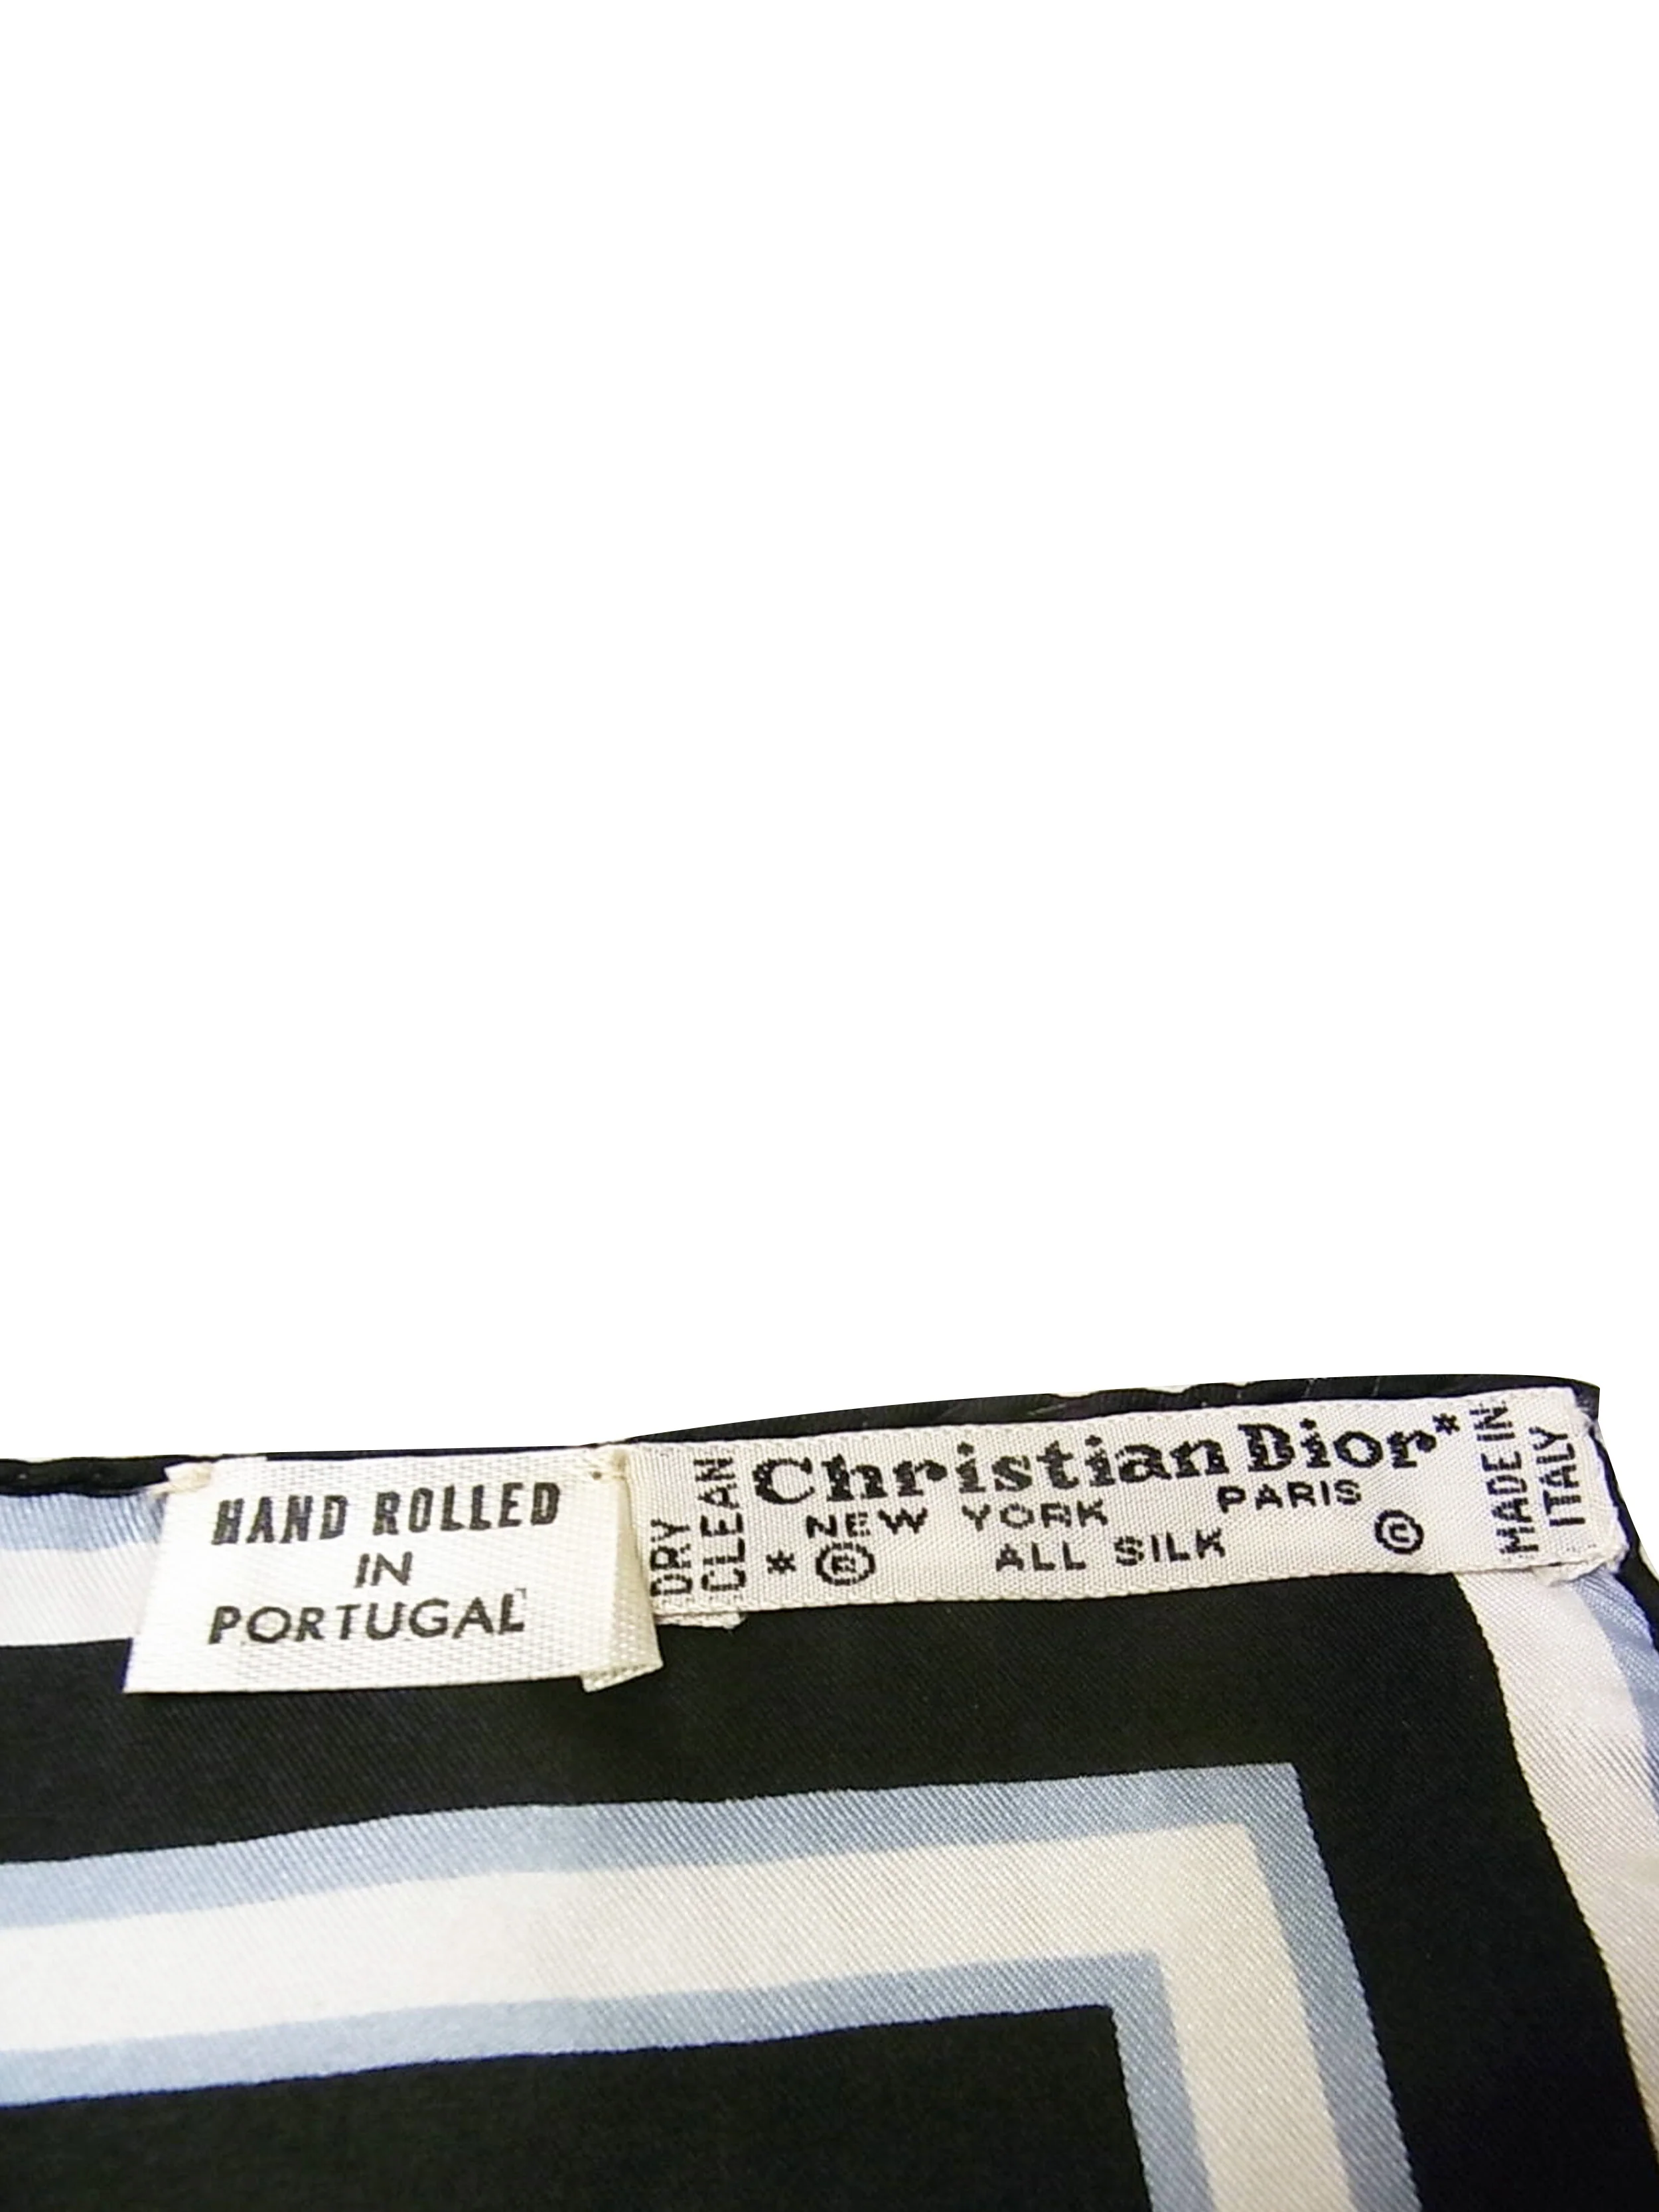 HAND ROLLED
IN
PORTUGAL
DRY
CLEAN
Christian Dior*
NEW YORK PARIS
* ® ALL SILK ©
MADE IN
ITALY